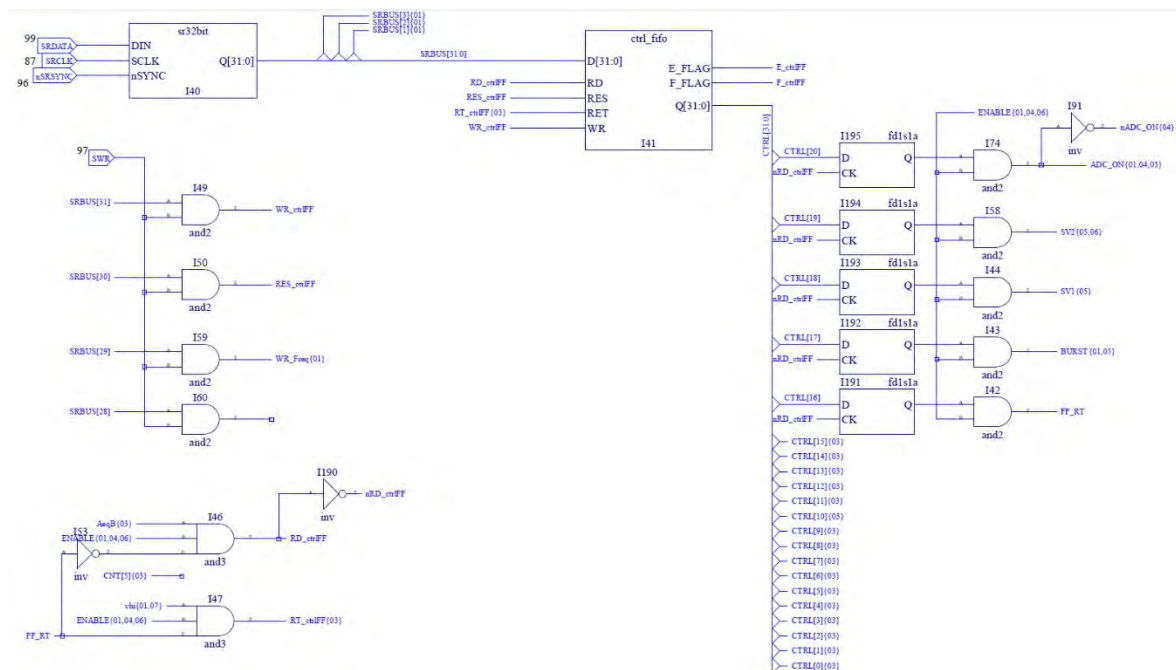 SRBUS[3]{01}
SRBUS[2]{01}
SRBUS[1]{01}
sr32bit
99 SRDATA DIN
87 SRCLK SCLK Q[31:0]
96 nSRSYNC nSYNC
I40
SRBUS[31:0]
ctrl_fifo
D[31:0]
E_FLAG E_ctrlFF
RD_ctrlFF RD F_FLAG F_ctrlFF
RES_ctrlFF RES
Q[31:0]
RT_ctrlFF{03} RET
WR_ctrlFF WR
I41
CTRL[31:0]
97 SWR
I49
SRBUS[31] A B Z WR_ctrlFF
and2
I50
SRBUS[30] A B Z RES_ctrlFF
and2
I59
SRBUS[29] A B Z WR_Freq{01}
and2
I60
SRBUS[28] A B Z
and2
I190
A Z nRD_ctrlFF
inv
I46
AeqB{03} A
ENABLE{01,04,06} B Z RD_ctrlFF
C
and3
I53
A Z
inv
CNT[5]{03}
I47
vhi{01,07} A
ENABLE{01,04,06} B Z RT_ctrlFF{03}
FF_RT C
and3
ENABLE{01,04,06}
I91
A Z nADC_ON{04}
inv
I195 fd1s1a
CTRL[20] D Q
nRD_ctrlFF CK
I74
A B Z ADC_ON{01,04,05}
and2
I194 fd1s1a
CTRL[19] D Q
nRD_ctrlFF CK
I58
A B Z SV2{05,06}
and2
I193 fd1s1a
CTRL[18] D Q
nRD_ctrlFF CK
I44
A B Z SV1{05}
and2
I192 fd1s1a
CTRL[17] D Q
nRD_ctrlFF CK
I43
A B Z BURST{01,05}
and2
I191 fd1s1a
CTRL[16] D Q
nRD_ctrlFF CK
I42
A B Z FF_RT
and2
CTRL[15]{03}
CTRL[14]{03}
CTRL[13]{03}
CTRL[12]{03}
CTRL[11]{03}
CTRL[10]{03}
CTRL[9]{03}
CTRL[8]{03}
CTRL[7]{03}
CTRL[6]{03}
CTRL[5]{03}
CTRL[4]{03}
CTRL[3]{03}
CTRL[2]{03}
CTRL[1]{03}
CTRL[0]{03}